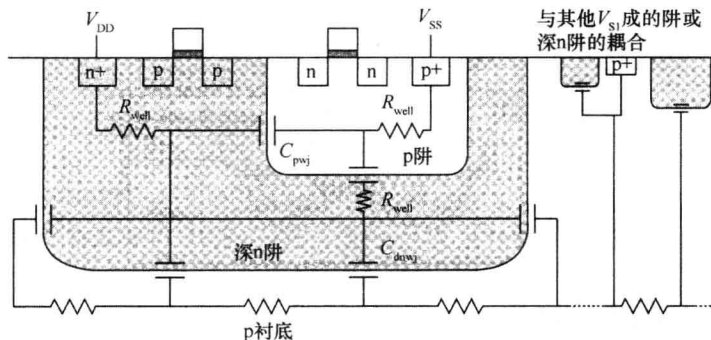 V_DD
V_SS
与其他V_S1成的阱或
深n阱的耦合
n+
p
p
n
n
p+
p+
R_well
R_well
C_pwj
p阱
R_well
深n阱
C_dnwj
p衬底